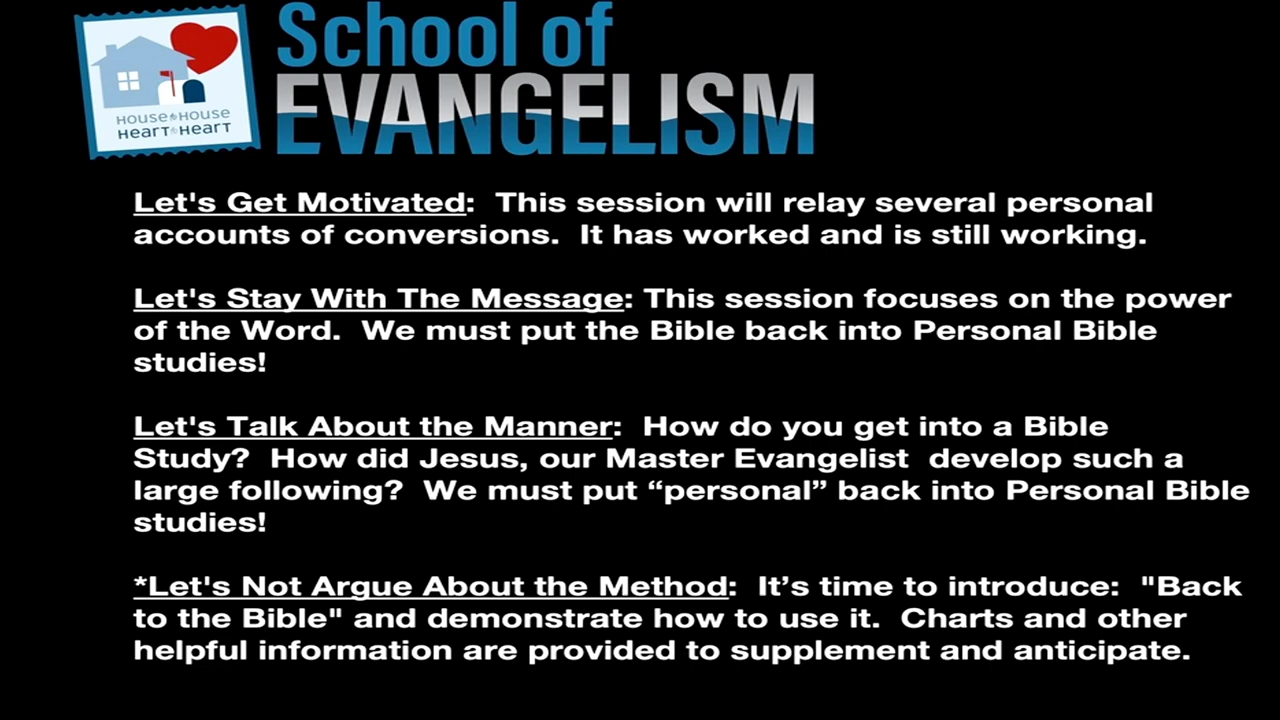 School of
EVANGELISM
HOUSE to HOUSE
HEART to HEART
Let's Get Motivated:  This session will relay several personal
accounts of conversions.  It has worked and is still working.
Let's Stay With The Message: This session focuses on the power
of the Word.  We must put the Bible back into Personal Bible
studies!
Let's Talk About the Manner:  How do you get into a Bible
Study?  How did Jesus, our Master Evangelist  develop such a
large following?  We must put “personal” back into Personal Bible
studies!
*Let's Not Argue About the Method:  It’s time to introduce:  "Back
to the Bible" and demonstrate how to use it.  Charts and other
helpful information are provided to supplement and anticipate.